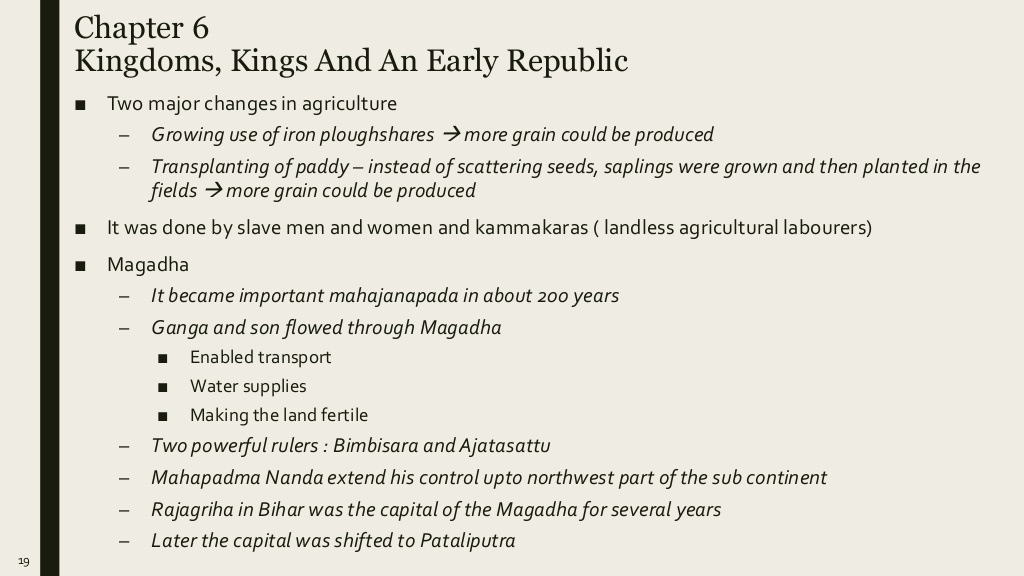 Chapter 6
Kingdoms, Kings And An Early Republic
■ Two major changes in agriculture
– Growing use of iron ploughshares → more grain could be produced
– Transplanting of paddy – instead of scattering seeds, saplings were grown and then planted in the
fields → more grain could be produced
■ It was done by slave men and women and kammakaras ( landless agricultural labourers)
■ Magadha
– It became important mahajanapada in about 200 years
– Ganga and son flowed through Magadha
■ Enabled transport
■ Water supplies
■ Making the land fertile
– Two powerful rulers : Bimbisara and Ajatasattu
– Mahapadma Nanda extend his control upto northwest part of the sub continent
– Rajagriha in Bihar was the capital of the Magadha for several years
– Later the capital was shifted to Pataliputra
19